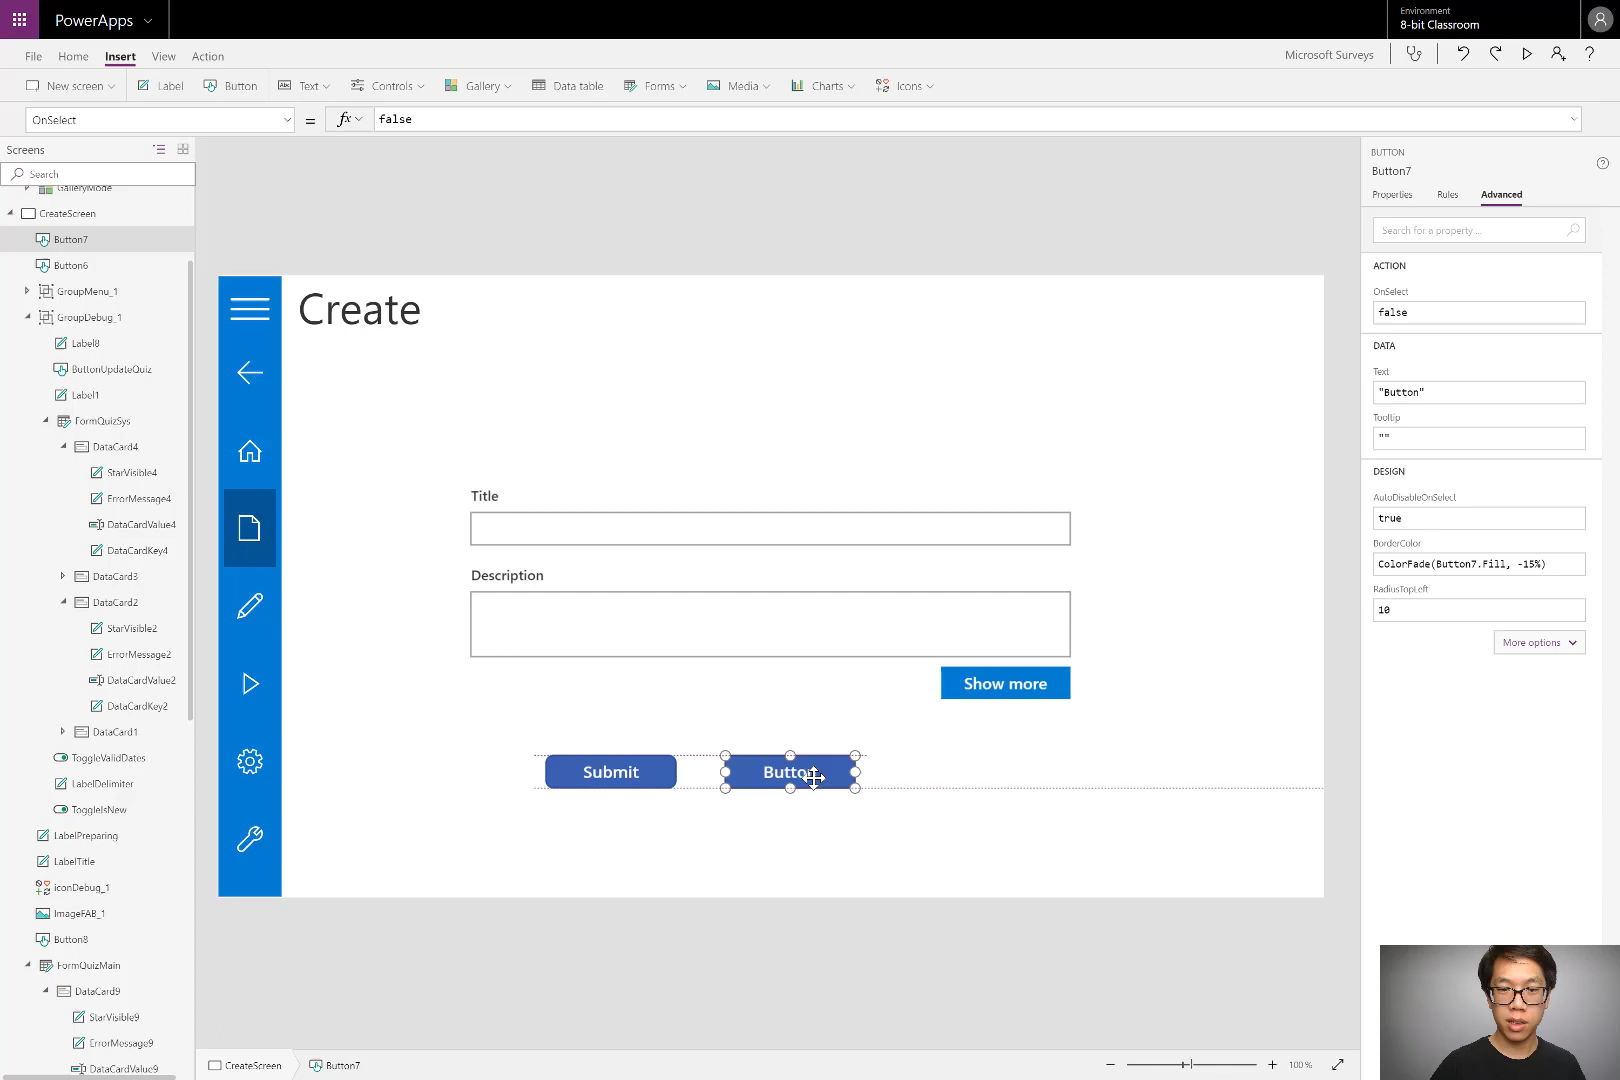 PowerApps
Environment
8-bit Classroom
File Home Insert View Action
Microsoft Surveys
New screen Label Button Text Controls Gallery Data table Forms Media Charts Icons
OnSelect = fx false
Screens
Search
GalleryMode
CreateScreen
Button7
Button6
GroupMenu_1
GroupDebug_1
Label8
ButtonUpdateQuiz
Label1
FormQuizSys
DataCard4
StarVisible4
ErrorMessage4
DataCardValue4
DataCardKey4
DataCard3
DataCard2
StarVisible2
ErrorMessage2
DataCardValue2
DataCardKey2
DataCard1
ToggleValidDates
LabelDelimiter
ToggleIsNew
LabelPreparing
LabelTitle
iconDebug_1
ImageFAB_1
Button8
FormQuizMain
DataCard9
StarVisible9
ErrorMessage9
DataCardValue9
Create
Title
Description
Show more
Submit
Button
CreateScreen Button7
100 %
BUTTON
Button7
Properties Rules Advanced
Search for a property ...
ACTION
OnSelect
false
DATA
Text
"Button"
Tooltip
""
DESIGN
AutoDisableOnSelect
true
BorderColor
ColorFade(Button7.Fill, -15%)
RadiusTopLeft
10
More options